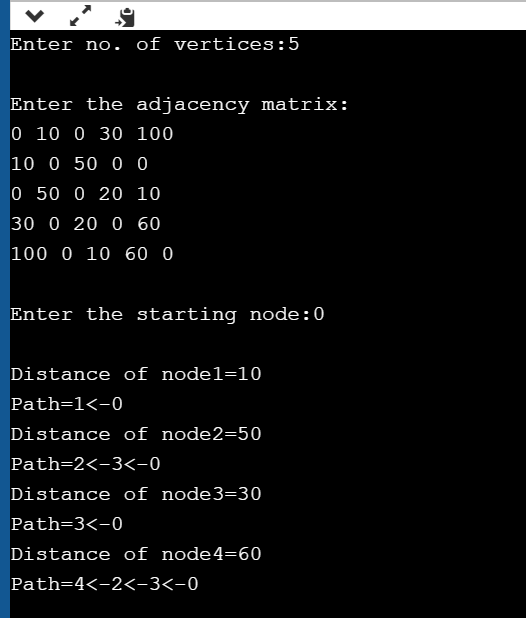 Enter no. of vertices:5
Enter the adjacency matrix:
0 10 0 30 100
10 0 50 0 0
0 50 0 20 10
30 0 20 0 60
100 0 10 60 0
Enter the starting node:0
Distance of node1=10
Path=1<-0
Distance of node2=50
Path=2<-3<-0
Distance of node3=30
Path=3<-0
Distance of node4=60
Path=4<-2<-3<-0